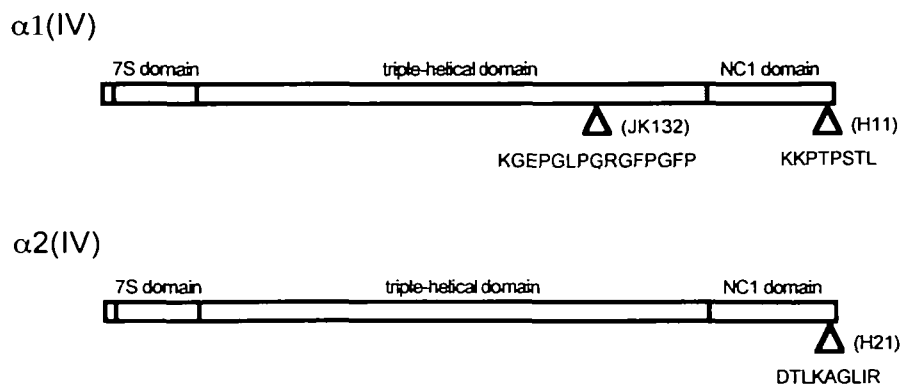 α1(IV)
7S domain triple-helical domain NC1 domain
(JK132) (H11)
KGEPGLPGRGFPGFP KKPTPSTL
α2(IV)
7S domain triple-helical domain NC1 domain
(H21)
DTLKAGLIR